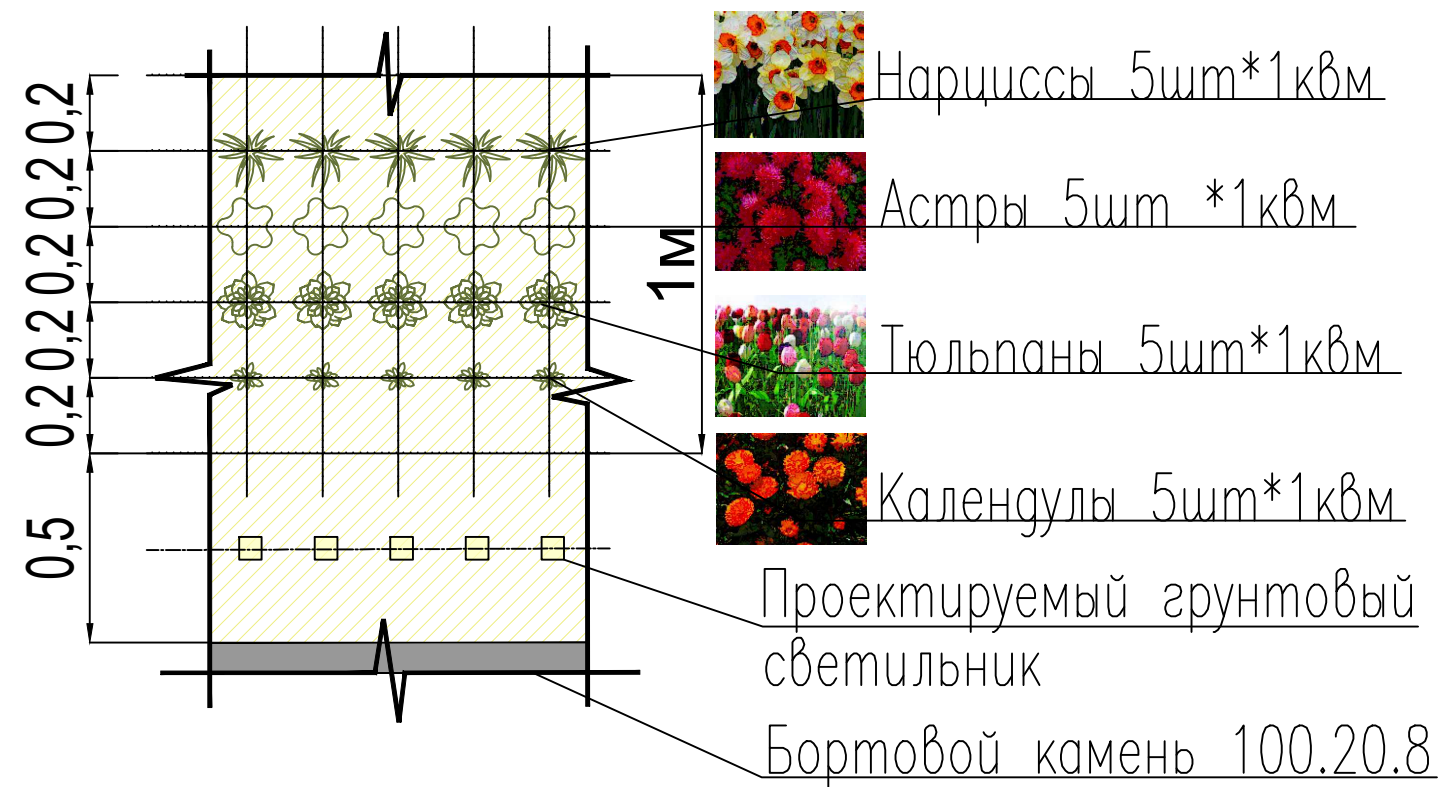 0,2
0,2
0,2
0,2
0,2
0,5
1м
Нарциссы 5шт*1квм
Астры 5шт *1квм
Тюльпаны 5шт*1квм
Календулы 5шт*1квм
Проектируемый грунтовый
светильник
Бортовой камень 100.20.8